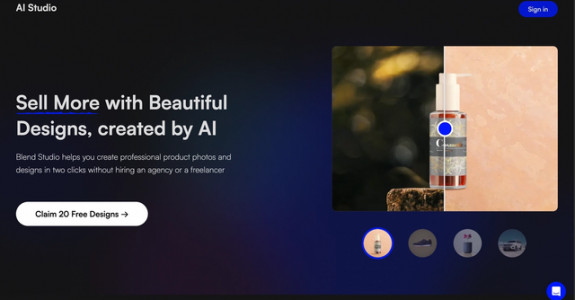 AI Studio
Sign in
Sell More with Beautiful
Designs, created by AI
Blend Studio helps you create professional product photos and
designs in two clicks without hiring an agency or a freelancer
Claim 20 Free Designs →